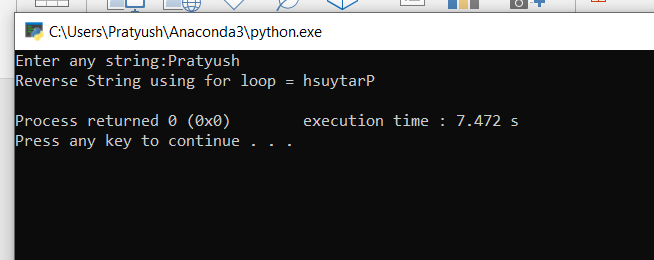 C:\Users\Pratyush\Anaconda3\python.exe
Enter any string:Pratyush
Reverse String using for loop = hsuytarP
Process returned 0 (0x0)        execution time : 7.472 s
Press any key to continue . . .